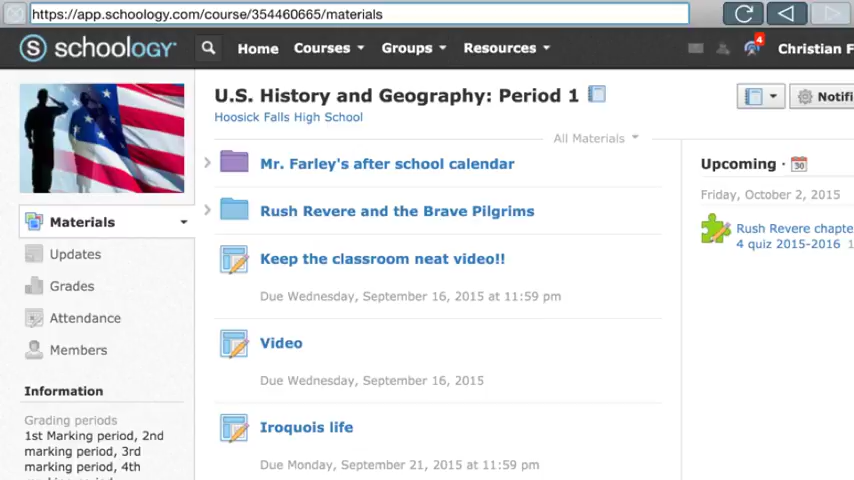 https://app.schoology.com/course/354460665/materials
S schoology
Home Courses Groups Resources
4
Christian F
U.S. History and Geography: Period 1
Hoosick Falls High School
Notifi
All Materials
Mr. Farley's after school calendar
Rush Revere and the Brave Pilgrims
Keep the classroom neat video!!
Due Wednesday, September 16, 2015 at 11:59 pm
Video
Due Wednesday, September 16, 2015
Iroquois life
Due Monday, September 21, 2015 at 11:59 pm
Materials
Updates
Grades
Attendance
Members
Information
Grading periods
1st Marking period, 2nd
marking period, 3rd
marking period, 4th
Upcoming · 30
Friday, October 2, 2015
Rush Revere chapte
4 quiz 2015-2016 1